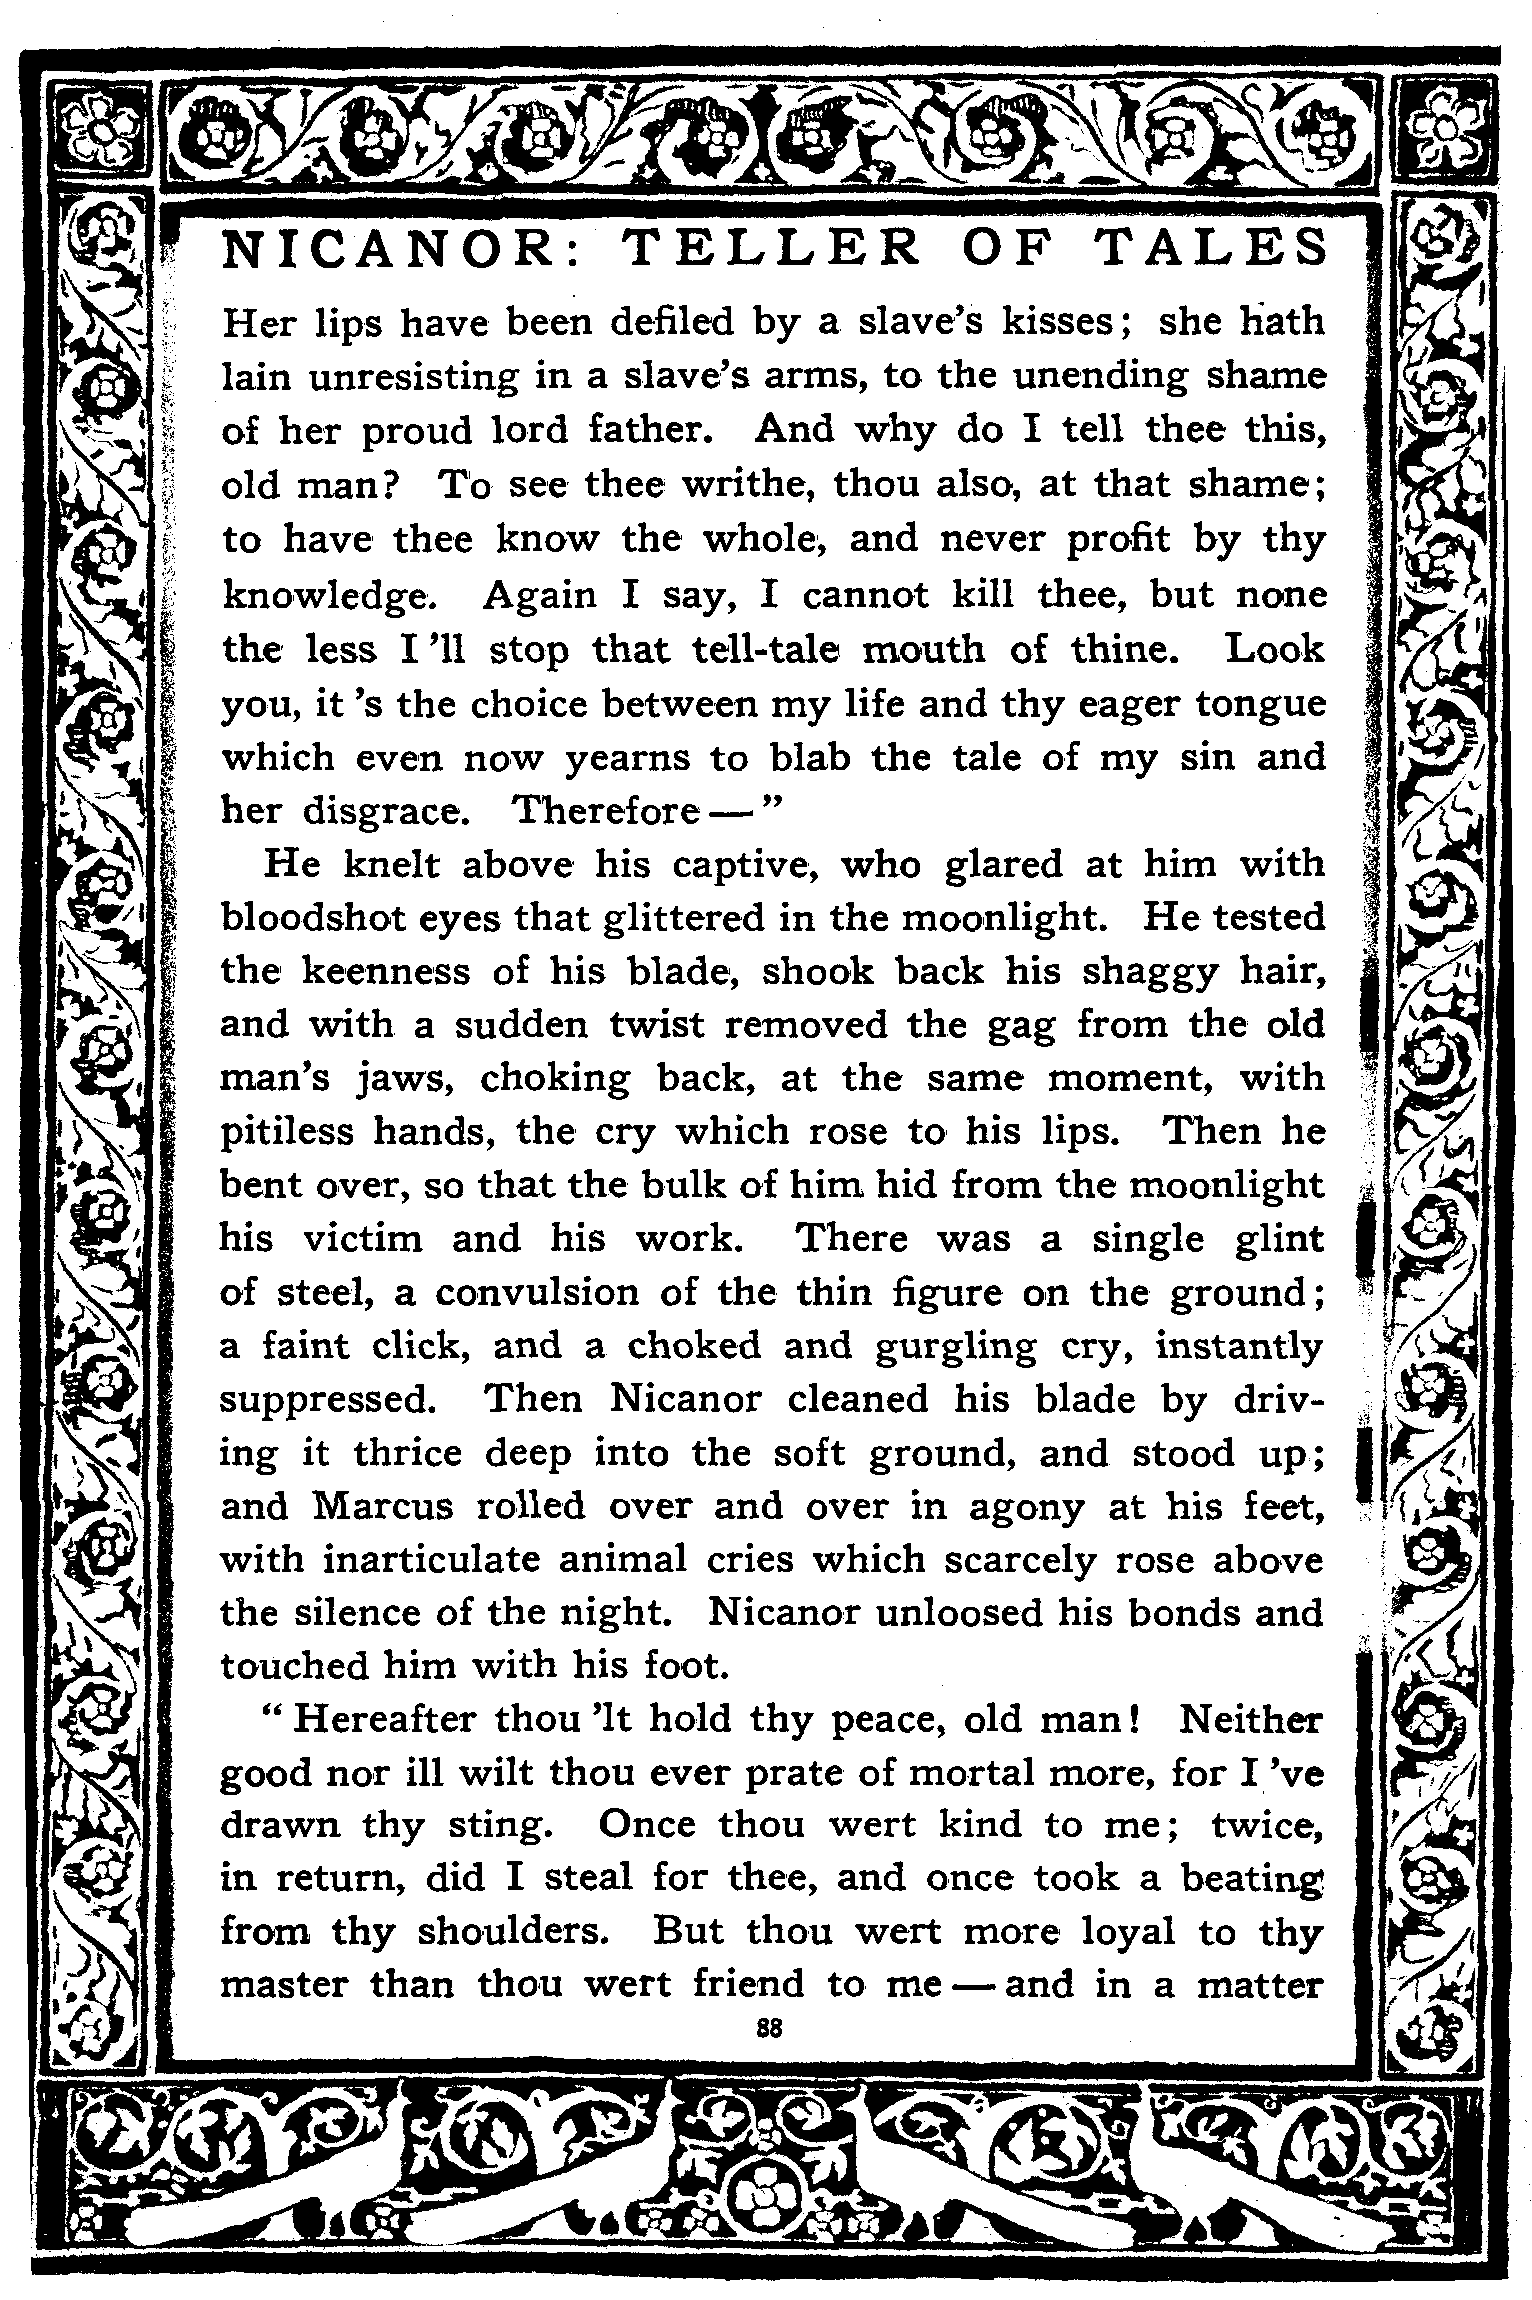 NICANOR: TELLER OF TALES
Her lips have been defiled by a slave's kisses; she hath
lain unresisting in a slave's arms, to the unending shame
of her proud lord father. And why do I tell thee this,
old man? To see thee writhe, thou also, at that shame;
to have thee know the whole, and never profit by thy
knowledge. Again I say, I cannot kill thee, but none
the less I 'll stop that tell-tale mouth of thine. Look
you, it 's the choice between my life and thy eager tongue
which even now yearns to blab the tale of my sin and
her disgrace. Therefore — "
He knelt above his captive, who glared at him with
bloodshot eyes that glittered in the moonlight. He tested
the keenness of his blade, shook back his shaggy hair,
and with a sudden twist removed the gag from the old
man's jaws, choking back, at the same moment, with
pitiless hands, the cry which rose to his lips. Then he
bent over, so that the bulk of him hid from the moonlight
his victim and his work. There was a single glint
of steel, a convulsion of the thin figure on the ground;
a faint click, and a choked and gurgling cry, instantly
suppressed. Then Nicanor cleaned his blade by driv-
ing it thrice deep into the soft ground, and stood up;
and Marcus rolled over and over in agony at his feet,
with inarticulate animal cries which scarcely rose above
the silence of the night. Nicanor unloosed his bonds and
touched him with his foot.
" Hereafter thou 'lt hold thy peace, old man! Neither
good nor ill wilt thou ever prate of mortal more, for I 've
drawn thy sting. Once thou wert kind to me; twice,
in return, did I steal for thee, and once took a beating
from thy shoulders. But thou wert more loyal to thy
master than thou wert friend to me — and in a matter
88